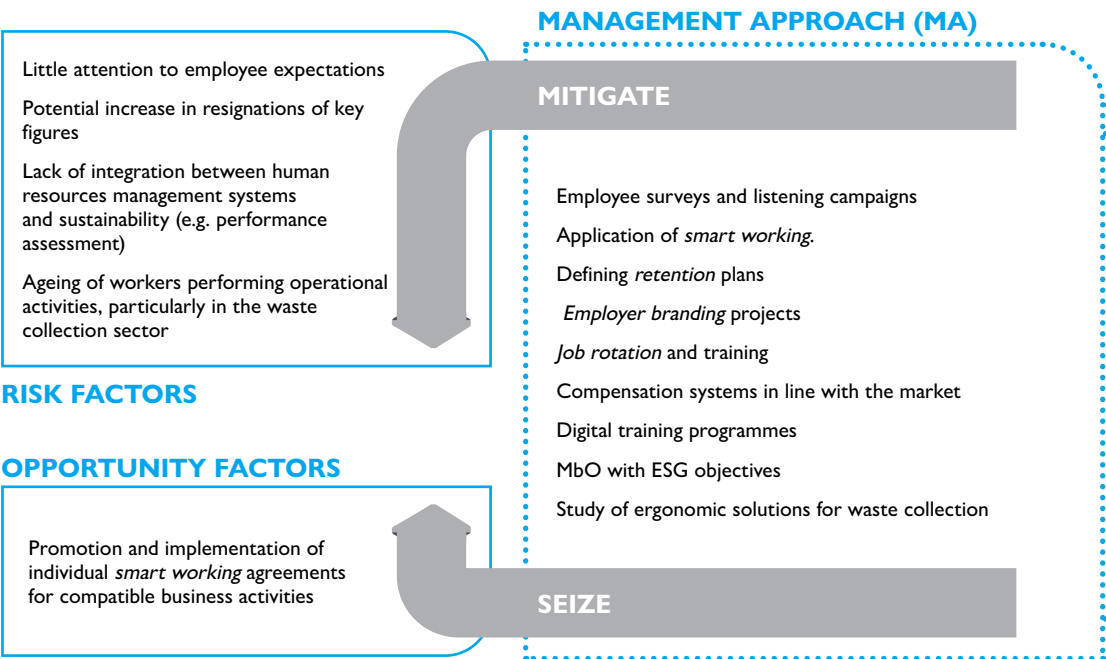 Little attention to employee expectations
Potential increase in resignations of key
figures
Lack of integration between human
resources management systems
and sustainability (e.g. performance
assessment)
Ageing of workers performing operational
activities, particularly in the waste
collection sector
RISK FACTORS
OPPORTUNITY FACTORS
Promotion and implementation of
individual smart working agreements
for compatible business activities
MANAGEMENT APPROACH (MA)
MITIGATE
Employee surveys and listening campaigns
Application of smart working.
Defining retention plans
Employer branding projects
Job rotation and training
Compensation systems in line with the market
Digital training programmes
MbO with ESG objectives
Study of ergonomic solutions for waste collection
SEIZE